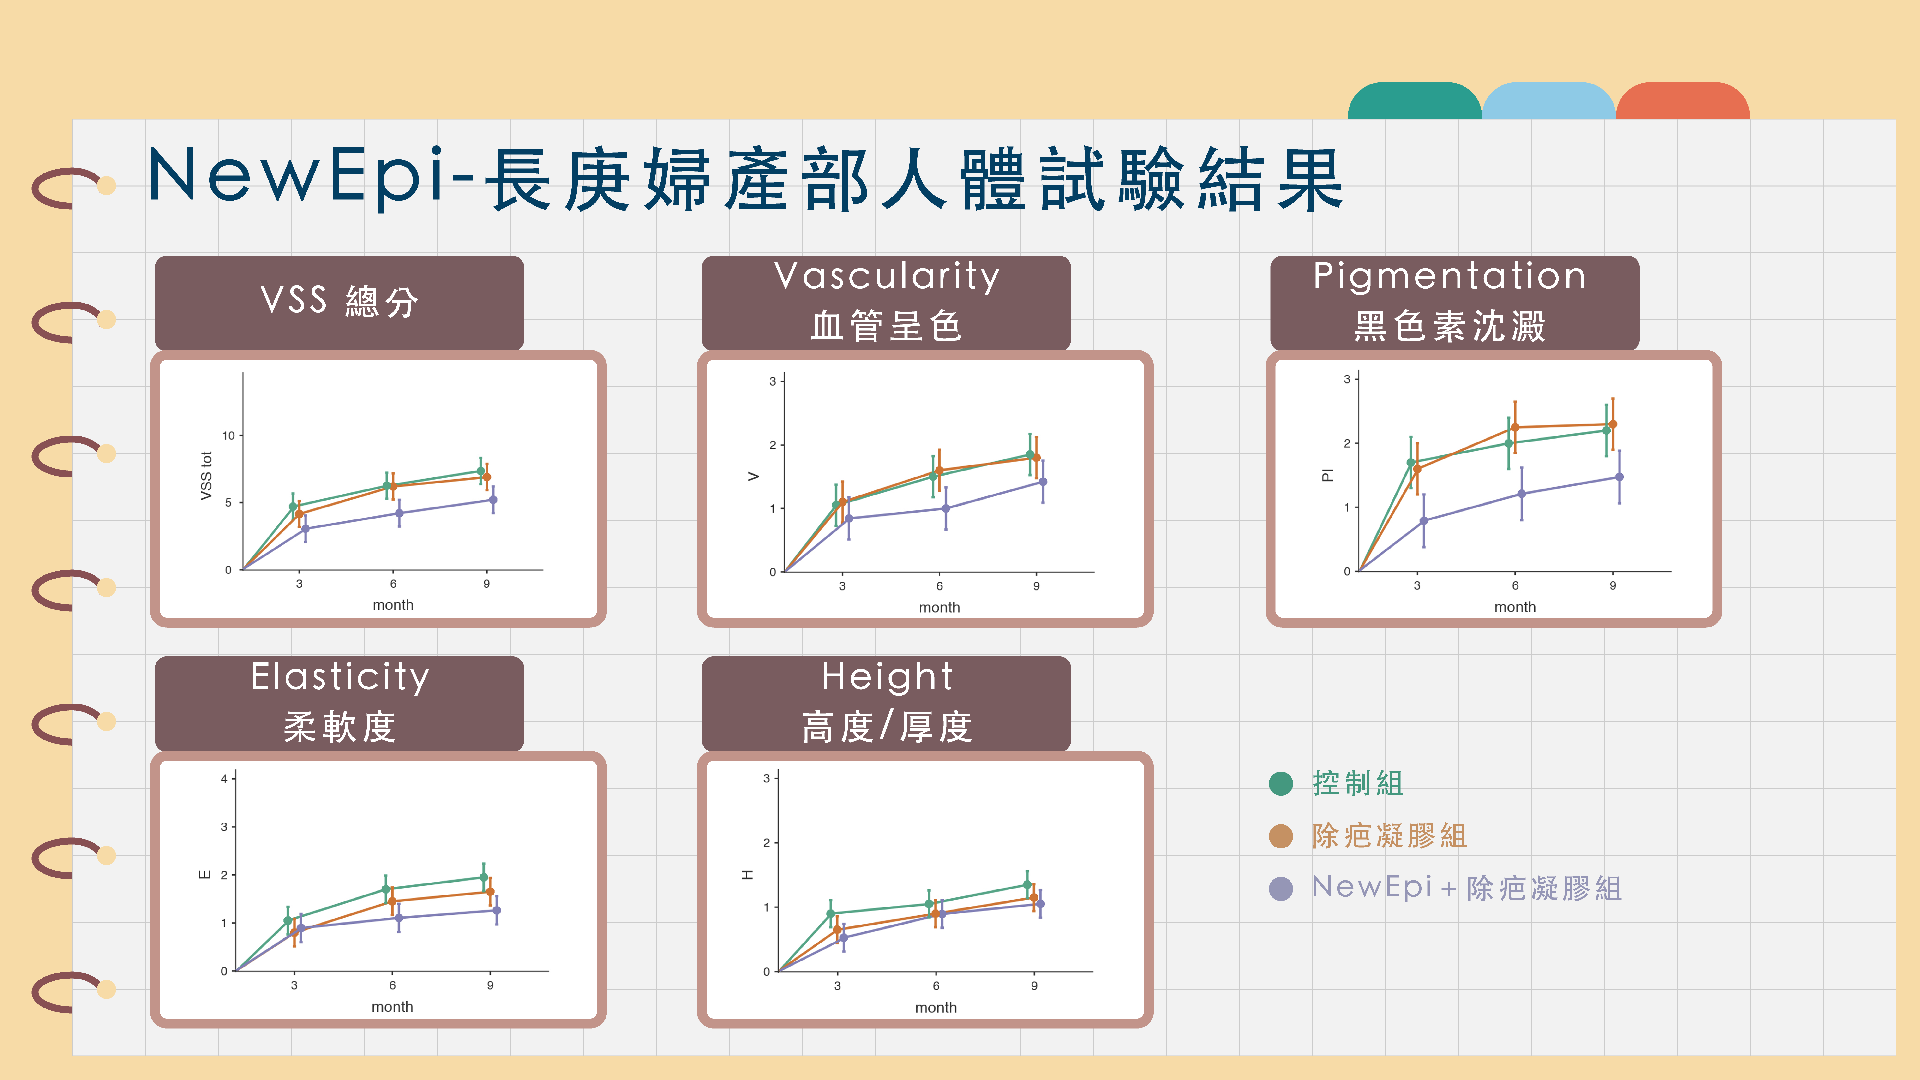 NewEpi-長庚婦產部人體試驗結果
VSS 總分
10
5
0
VSS tot
3 6 9
month
Vascularity
血管呈色
3
2
1
0
V
3 6 9
month
Pigmentation
黑色素沈澱
3
2
1
0
PI
3 6 9
month
Elasticity
柔軟度
4
3
2
1
0
E
3 6 9
month
Height
高度/厚度
3
2
1
0
H
3 6 9
month
控制組
除疤凝膠組
NewEpi+除疤凝膠組